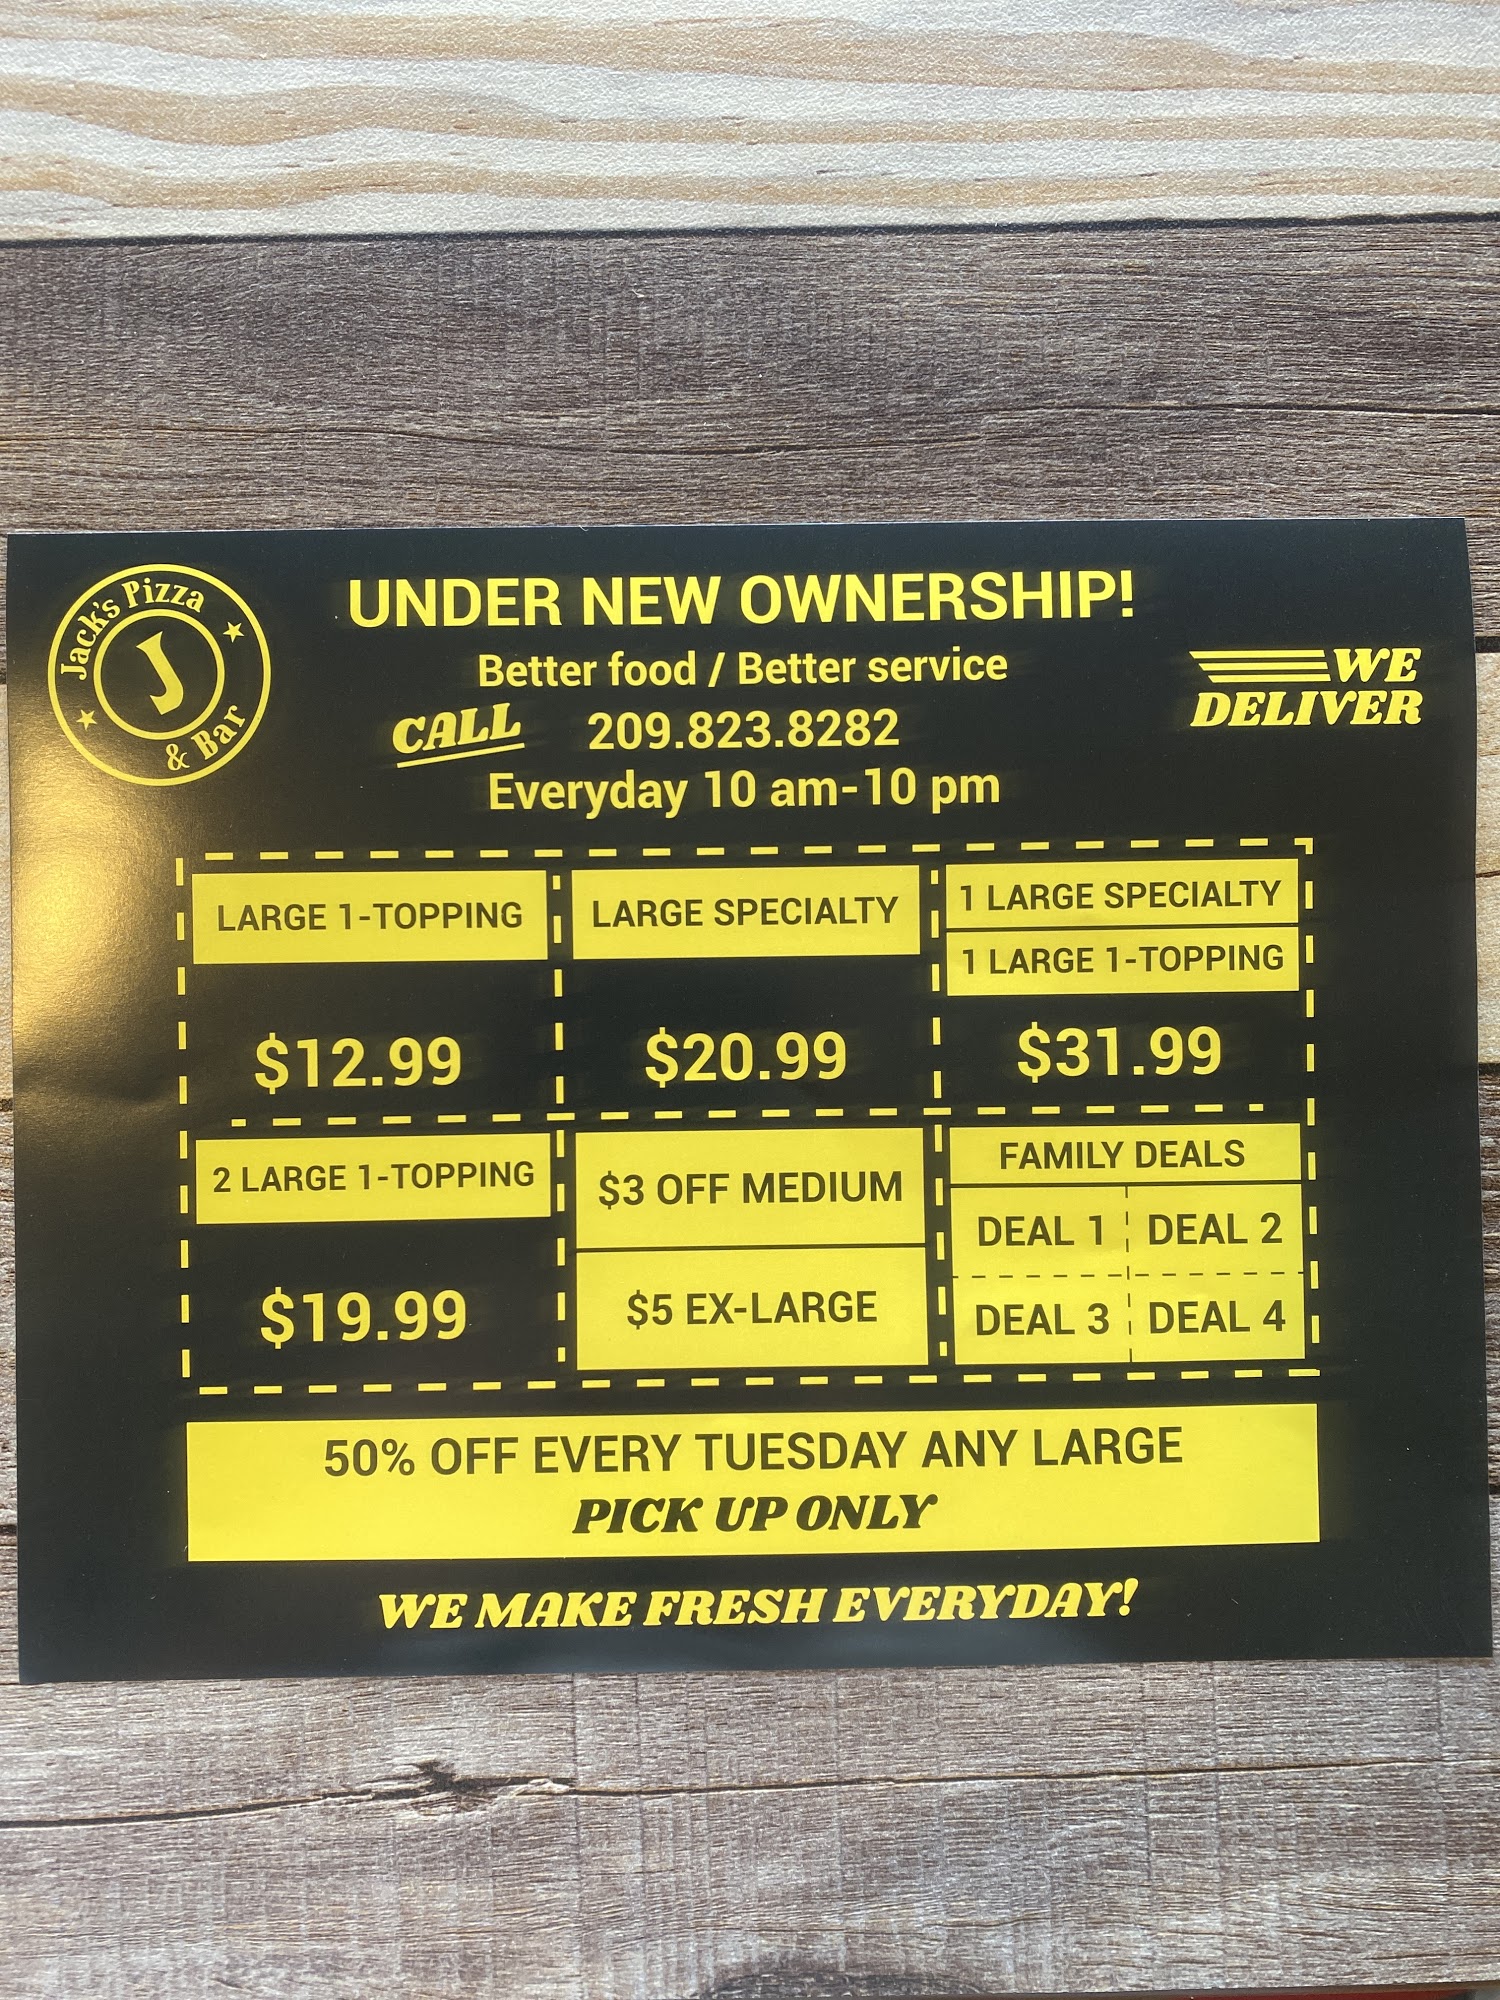 Jack's Pizza
J
& Bar
UNDER NEW OWNERSHIP!
Better food / Better service
CALL 209.823.8282
Everyday 10 am-10 pm
WE
DELIVER
LARGE 1-TOPPING
$12.99
LARGE SPECIALTY
$20.99
1 LARGE SPECIALTY
1 LARGE 1-TOPPING
$31.99
2 LARGE 1-TOPPING
$19.99
$3 OFF MEDIUM
$5 EX-LARGE
FAMILY DEALS
DEAL 1 DEAL 2
DEAL 3 DEAL 4
50% OFF EVERY TUESDAY ANY LARGE
PICK UP ONLY
WE MAKE FRESH EVERYDAY!